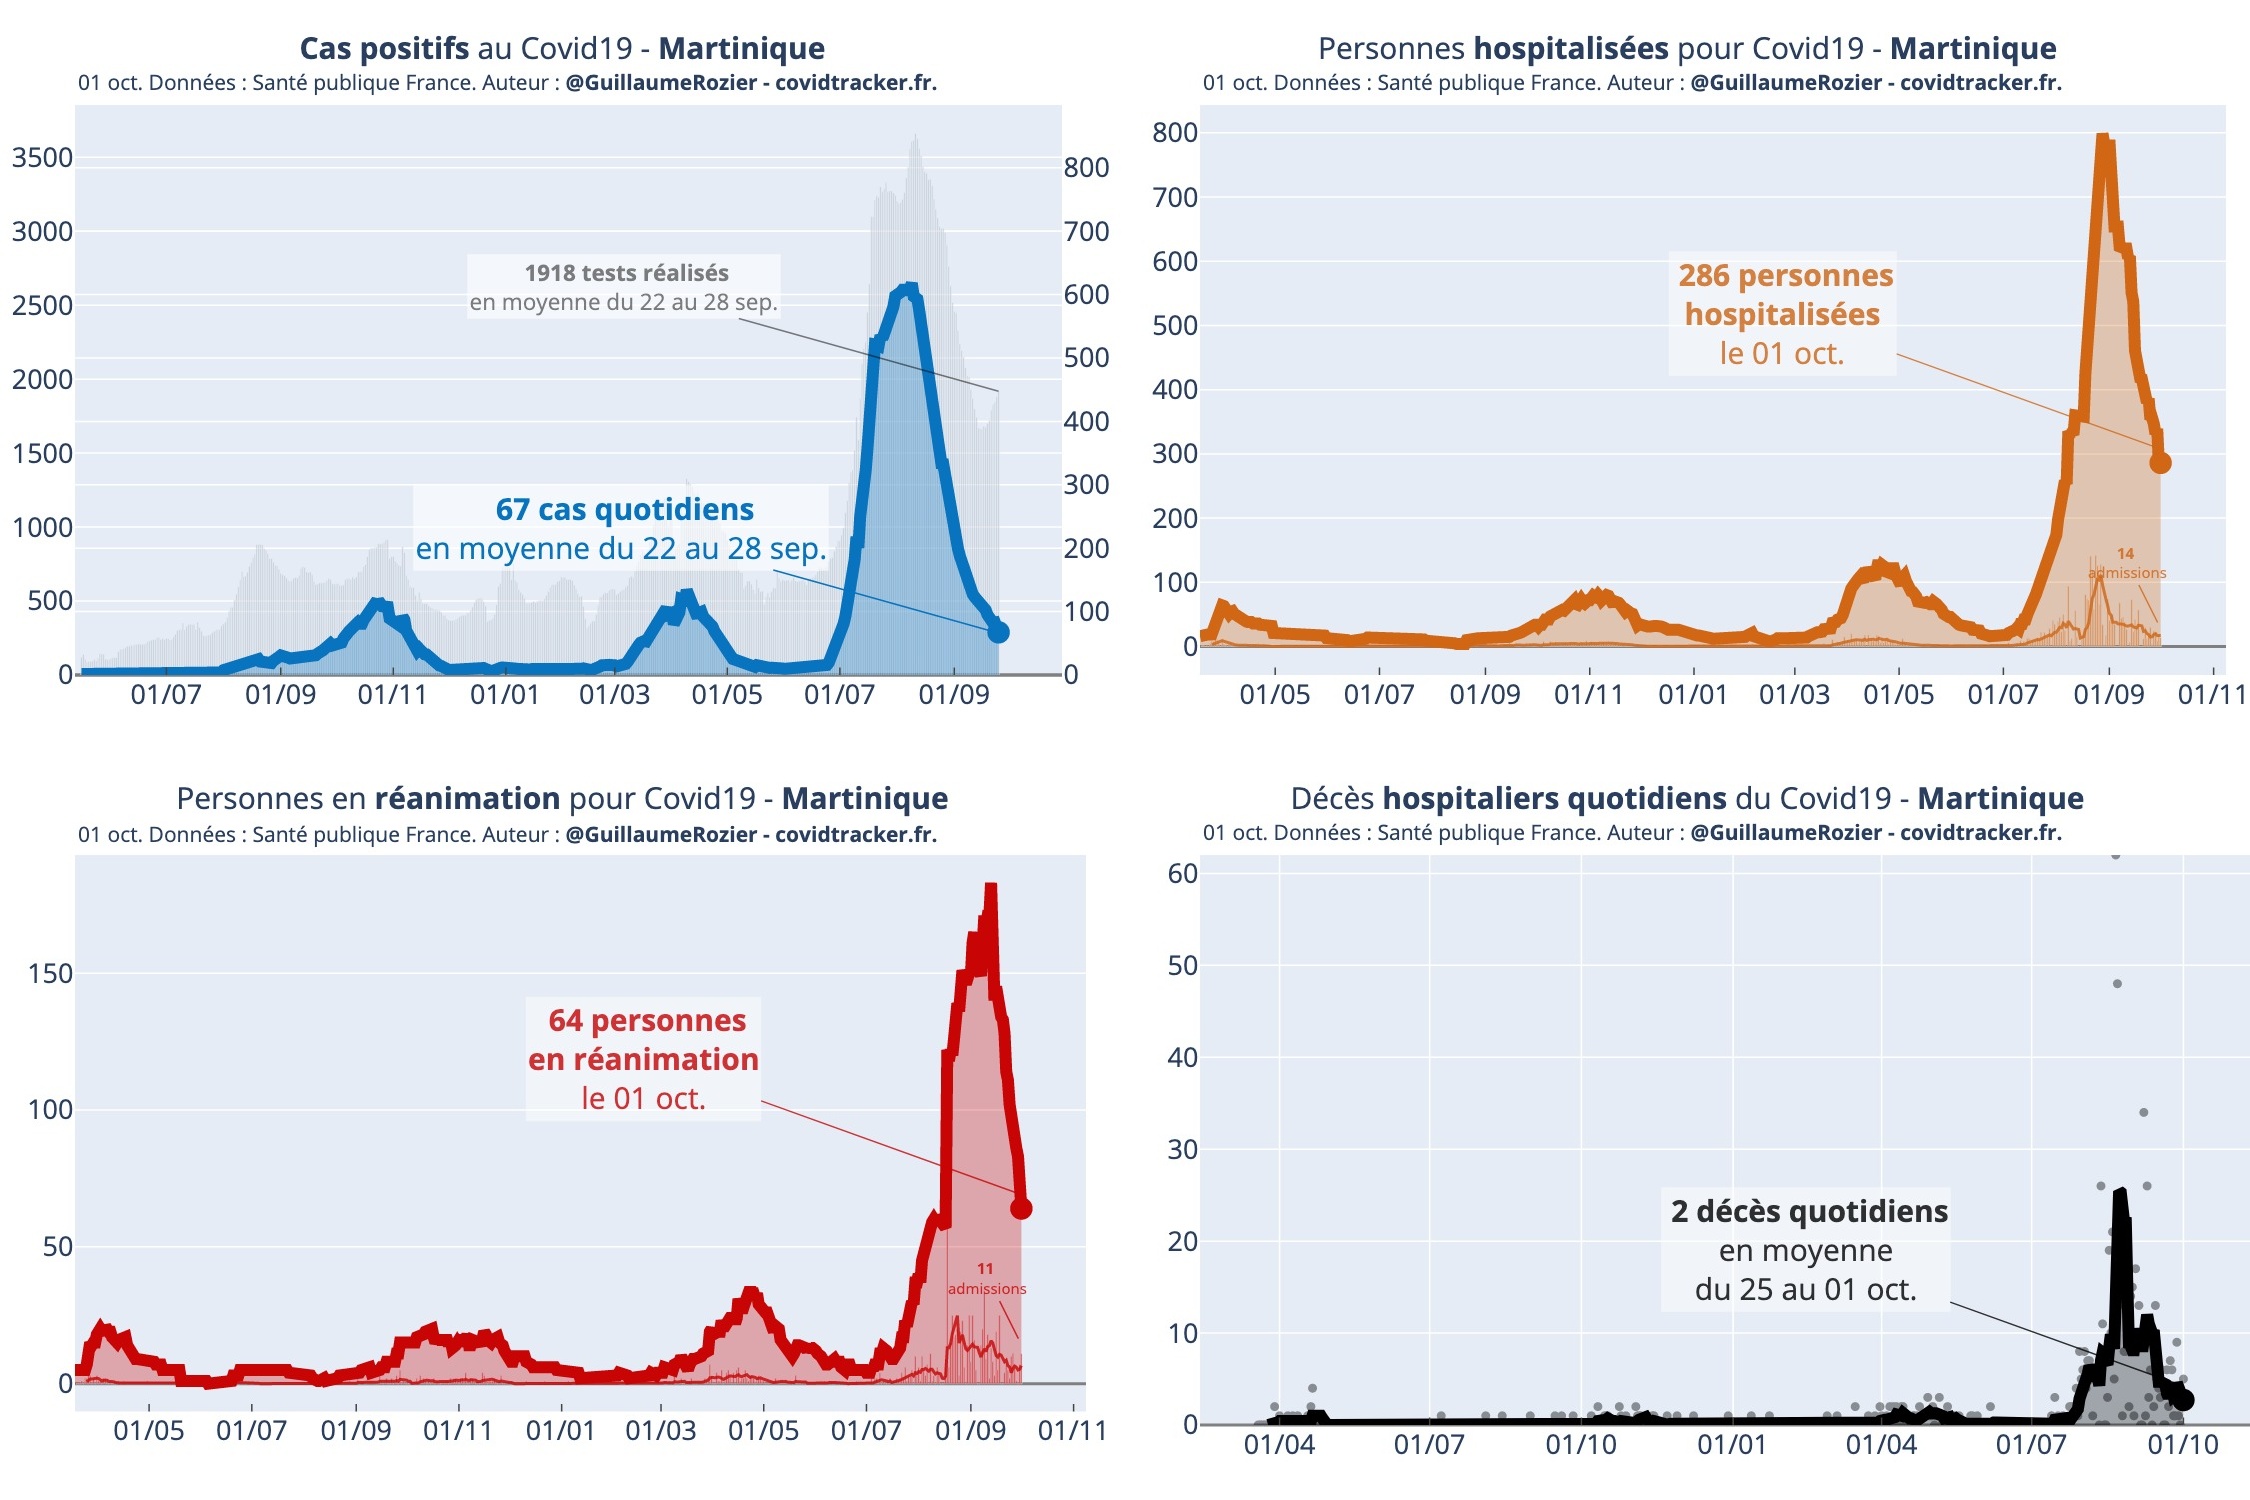 Cas positifs au Covid19 - Martinique
01 oct. Données : Santé publique France. Auteur : @GuillaumeRozier - covidtracker.fr.
3500
3000
2500
2000
1500
1000
500
0
800
700
600
500
400
300
200
100
0
1918 tests réalisés
en moyenne du 22 au 28 sep.
67 cas quotidiens
en moyenne du 22 au 28 sep.
01/07 01/09 01/11 01/01 01/03 01/05 01/07 01/09
Personnes hospitalisées pour Covid19 - Martinique
01 oct. Données : Santé publique France. Auteur : @GuillaumeRozier - covidtracker.fr.
800
700
600
500
400
300
200
100
0
286 personnes
hospitalisées
le 01 oct.
14
admissions
01/05 01/07 01/09 01/11 01/01 01/03 01/05 01/07 01/09 01/11
Personnes en réanimation pour Covid19 - Martinique
01 oct. Données : Santé publique France. Auteur : @GuillaumeRozier - covidtracker.fr.
150
100
50
0
64 personnes
en réanimation
le 01 oct.
11
admissions
01/05 01/07 01/09 01/11 01/01 01/03 01/05 01/07 01/09 01/11
Décès hospitaliers quotidiens du Covid19 - Martinique
01 oct. Données : Santé publique France. Auteur : @GuillaumeRozier - covidtracker.fr.
60
50
40
30
20
10
0
2 décès quotidiens
en moyenne
du 25 au 01 oct.
01/04 01/07 01/10 01/01 01/04 01/07 01/10